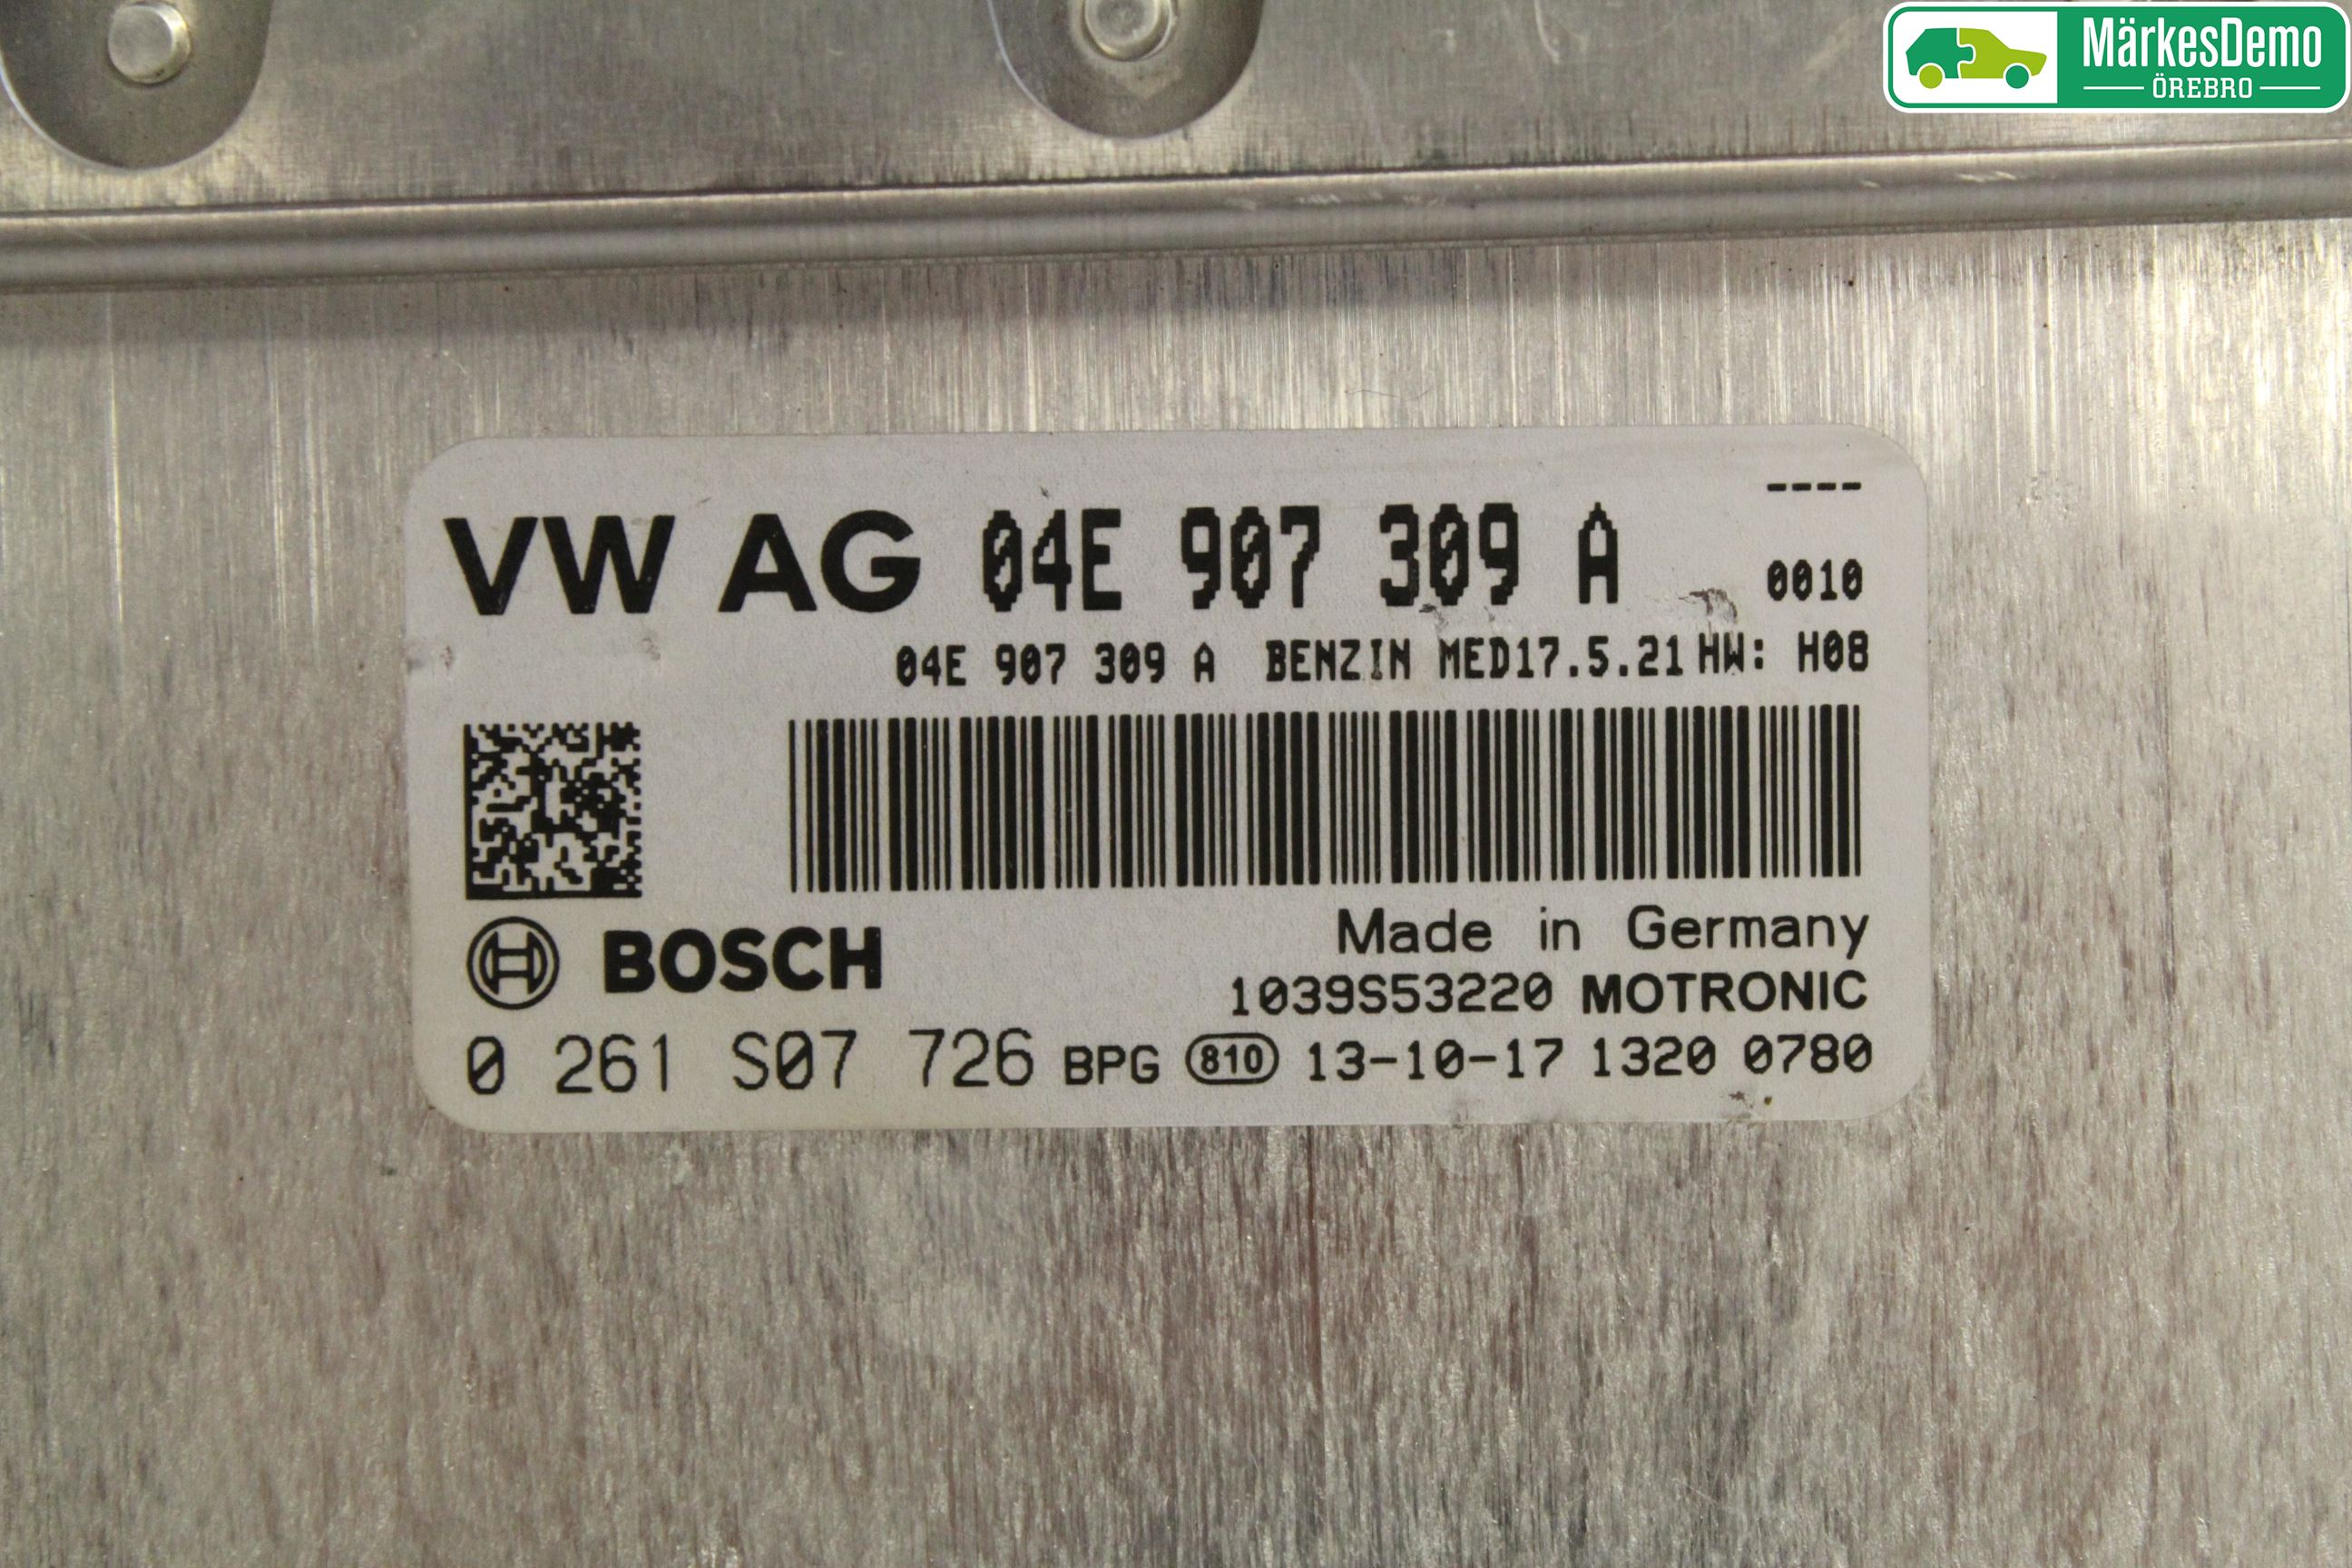 MärkesDemo
ÖREBRO
----
VW AG 04E 907 309 A 0010
04E 907 309 A BENZIN MED17.5.21 HW: H08
BOSCH
Made in Germany
1039S53220 MOTRONIC
0 261 S07 726 BPG 810 13-10-17 1320 0780